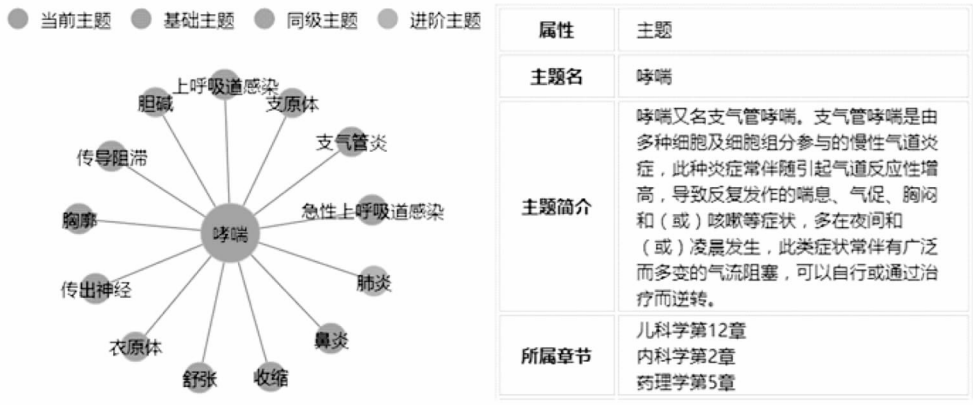 当前主题 基础主题 同级主题 进阶主题
上呼吸道感染
胆碱
支原体
支气管炎
传导阻滞
胸廓
急性上呼吸道感染
哮喘
传出神经
肺炎
衣原体
鼻炎
舒张
收缩
属性 主题
主题名 哮喘
主题简介
哮喘又名支气管哮喘。支气管哮喘是由
多种细胞及细胞组分参与的慢性气道炎
症，此种炎症常伴随引起气道反应性增
高，导致反复发作的喘息、气促、胸闷
和（或）咳嗽等症状，多在夜间和
（或）凌晨发生，此类症状常伴有广泛
而多变的气流阻塞，可以自行或通过治
疗而逆转。
所属章节
儿科学第12章
内科学第2章
药理学第5章